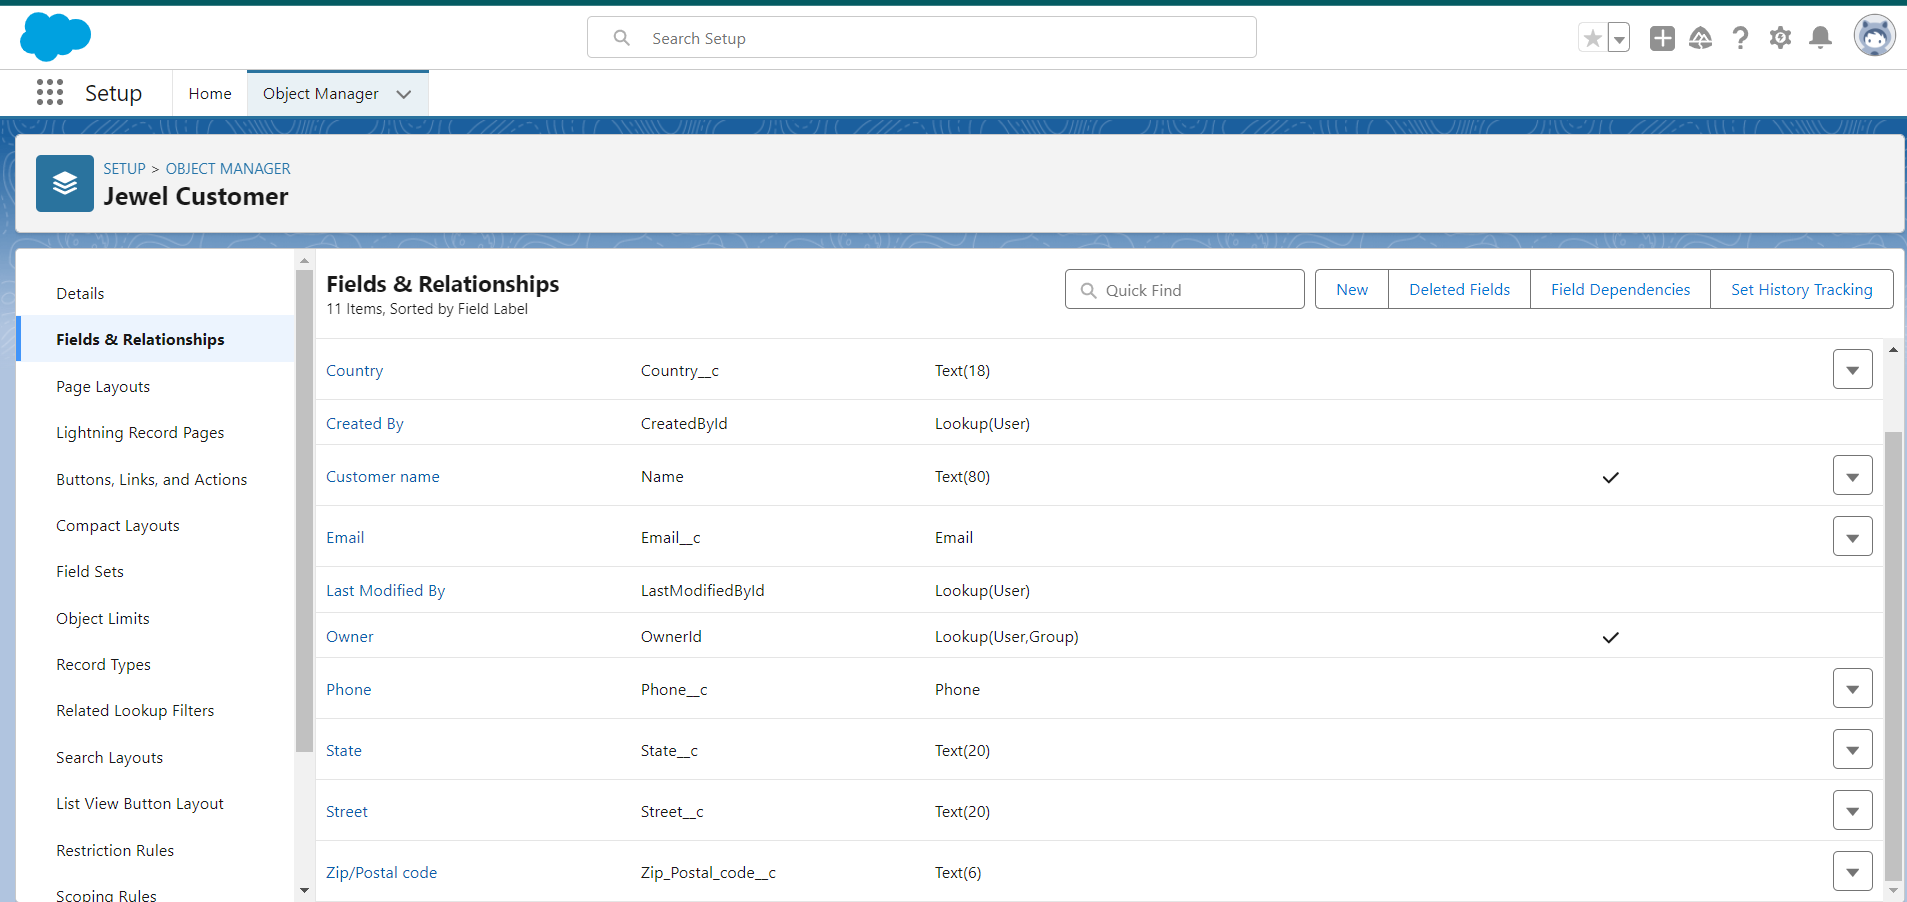 Search Setup
Setup
Home
Object Manager
SETUP > OBJECT MANAGER
Jewel Customer
Details
Fields & Relationships
Page Layouts
Lightning Record Pages
Buttons, Links, and Actions
Compact Layouts
Field Sets
Object Limits
Record Types
Related Lookup Filters
Search Layouts
List View Button Layout
Restriction Rules
Scoping Rules
Fields & Relationships
11 Items, Sorted by Field Label
Quick Find
New
Deleted Fields
Field Dependencies
Set History Tracking
Country Country__c Text(18)
Created By CreatedById Lookup(User)
Customer name Name Text(80)
Email Email__c Email
Last Modified By LastModifiedById Lookup(User)
Owner OwnerId Lookup(User,Group)
Phone Phone__c Phone
State State__c Text(20)
Street Street__c Text(20)
Zip/Postal code Zip_Postal_code__c Text(6)